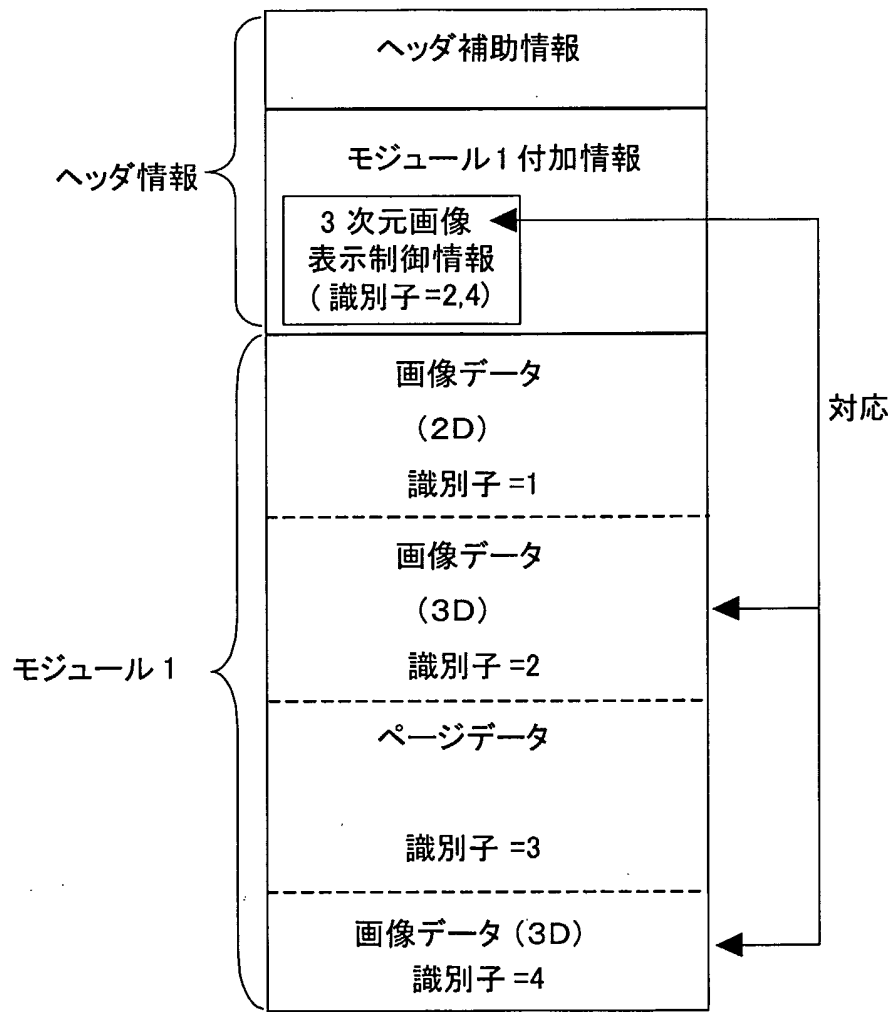 ヘッダ補助情報
ヘッダ情報
モジュール1付加情報
3次元画像
表示制御情報
(識別子=2,4)
対応
画像データ
(2D)
識別子=1
画像データ
(3D)
識別子=2
モジュール1
ページデータ
識別子=3
画像データ(3D)
識別子=4